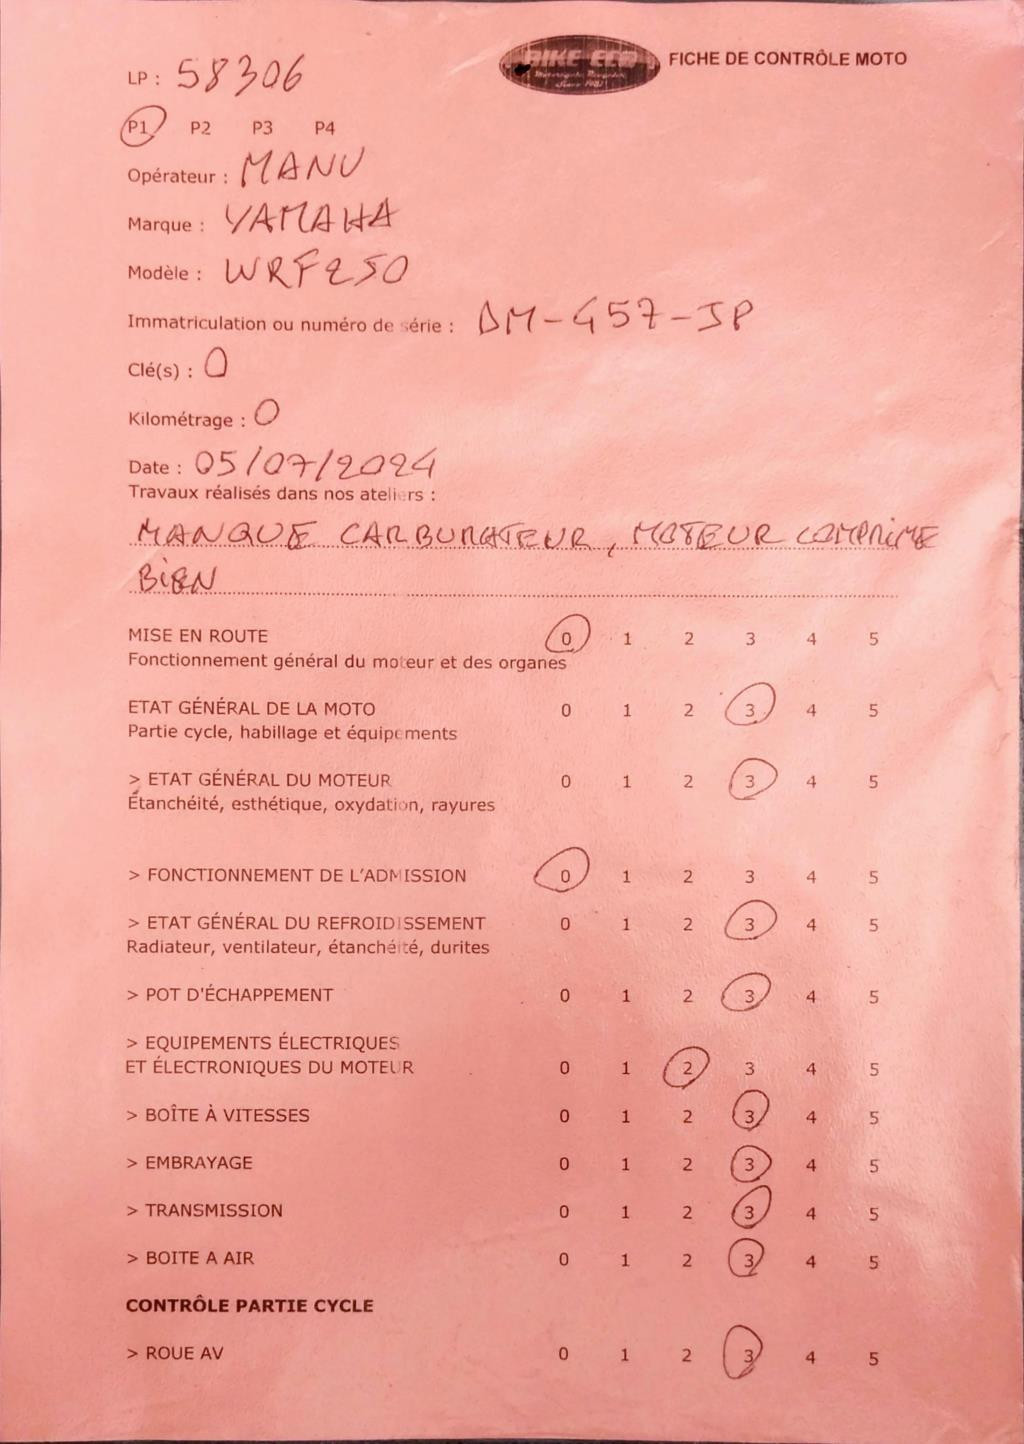 LP : 58306
BIKE ECO
FICHE DE CONTRÔLE MOTO
P1 P2 P3 P4
Opérateur : MANU
Marque : YAMAHA
Modèle : WRF250
Immatriculation ou numéro de série : DM-457-JP
Clé(s) : 0
Kilométrage : 0
Date : 05/07/2024
Travaux réalisés dans nos ateliers :
MANQUE CARBURATEUR, MOTEUR COMPRIME
BIEN
MISE EN ROUTE 0 1 2 3 4 5
Fonctionnement général du moteur et des organes
ETAT GÉNÉRAL DE LA MOTO 0 1 2 3 4 5
Partie cycle, habillage et équipements
> ETAT GÉNÉRAL DU MOTEUR 0 1 2 3 4 5
Étanchéité, esthétique, oxydation, rayures
> FONCTIONNEMENT DE L'ADMISSION 0 1 2 3 4 5
> ETAT GÉNÉRAL DU REFROIDISSEMENT 0 1 2 3 4 5
Radiateur, ventilateur, étanchéité, durites
> POT D'ÉCHAPPEMENT 0 1 2 3 4 5
> EQUIPEMENTS ÉLECTRIQUES
ET ÉLECTRONIQUES DU MOTEUR 0 1 2 3 4 5
> BOÎTE À VITESSES 0 1 2 3 4 5
> EMBRAYAGE 0 1 2 3 4 5
> TRANSMISSION 0 1 2 3 4 5
> BOITE A AIR 0 1 2 3 4 5
CONTRÔLE PARTIE CYCLE
> ROUE AV 0 1 2 3 4 5